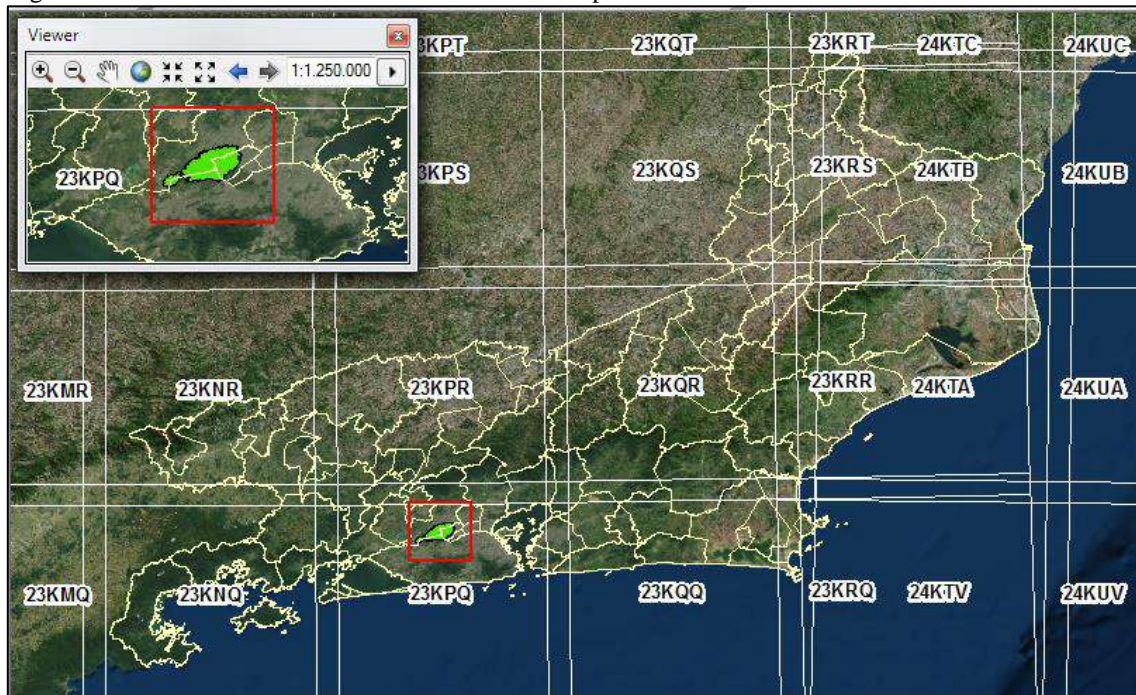 Viewer
1:1.250.000
23KPQ
3KPT 23KQT 23KRT 24KTC 24KUC
3KPS 23KQS 23KRS 24KTB 24KUB
23KMR 23KNR 23KPR 23KQR 23KRR 24KTA 24KUA
23KMQ 23KNQ 23KPQ 23KQQ 23KRQ 24KTV 24KUV